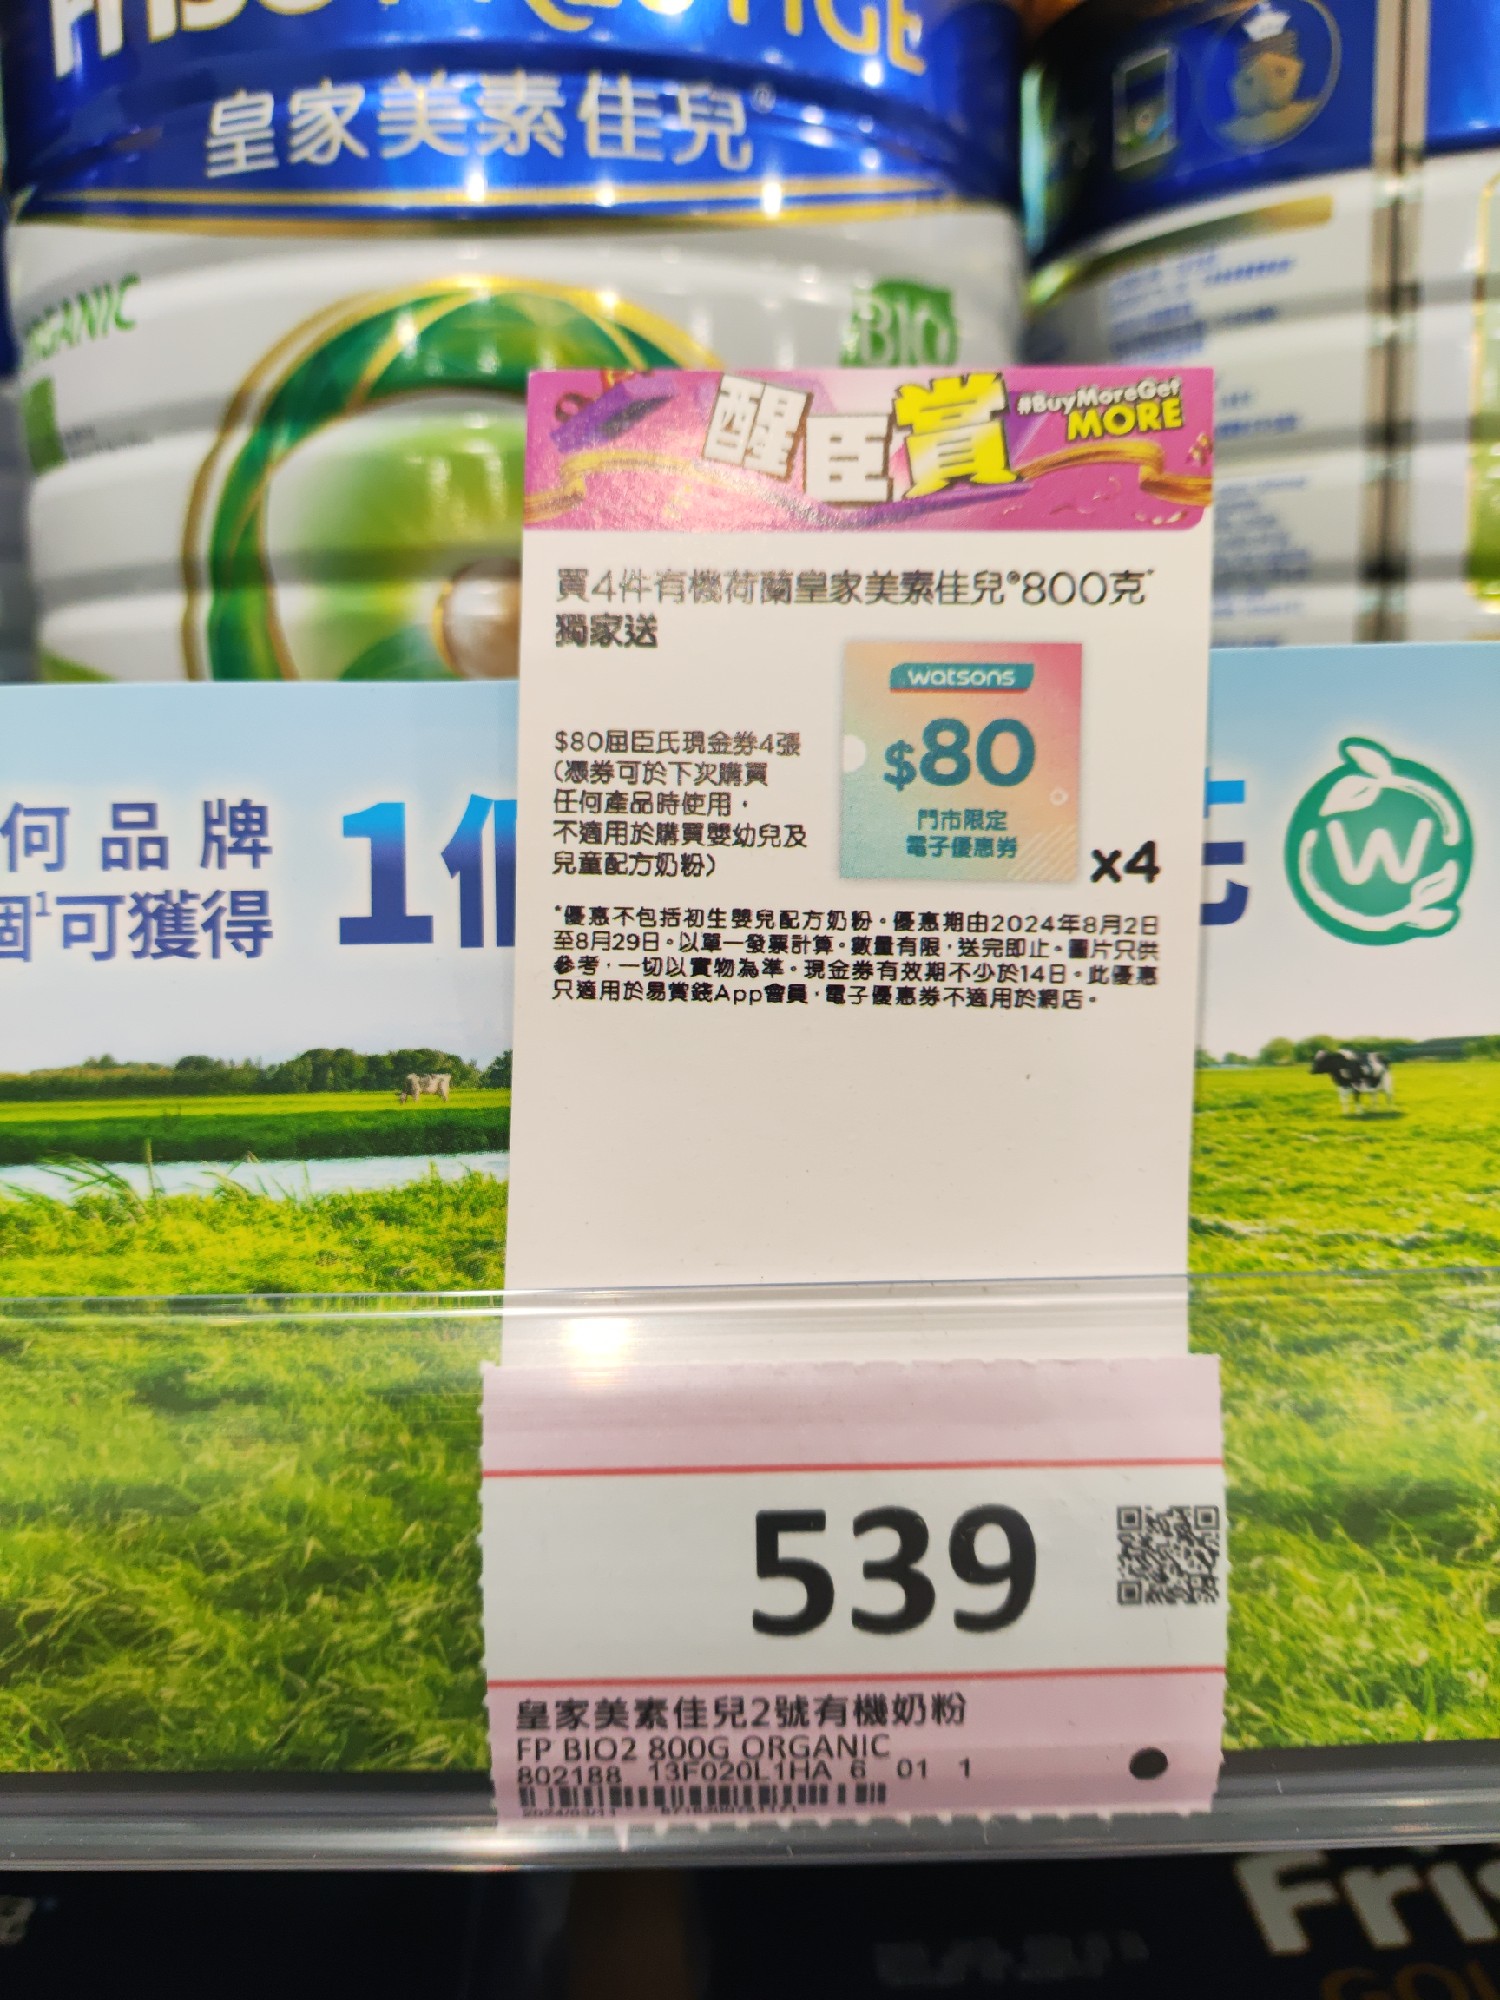 皇家美素佳兒®
BIO
醒臣賞
#BuyMoreGet
MORE
買4件有機荷蘭皇家美素佳兒®800克*
獨家送
watsons
$80
門市限定
電子優惠券
x4
$80屈臣氏現金券4張
(憑券可於下次購買
任何產品時使用，
不適用於購買嬰幼兒及
兒童配方奶粉)
*優惠不包括初生嬰兒配方奶粉。優惠期由2024年8月2日
至8月29日。以單一發票計算。數量有限，送完即止。圖片只供
參考，一切以實物為準。現金券有效期不少於14日。此優惠
只適用於易賞錢App會員，電子優惠券不適用於網店。
何品牌
個¹可獲得
1
W
539
皇家美素佳兒2號有機奶粉
FP BIO2 800G ORGANIC
802188 13F020L1HA 6 01 1